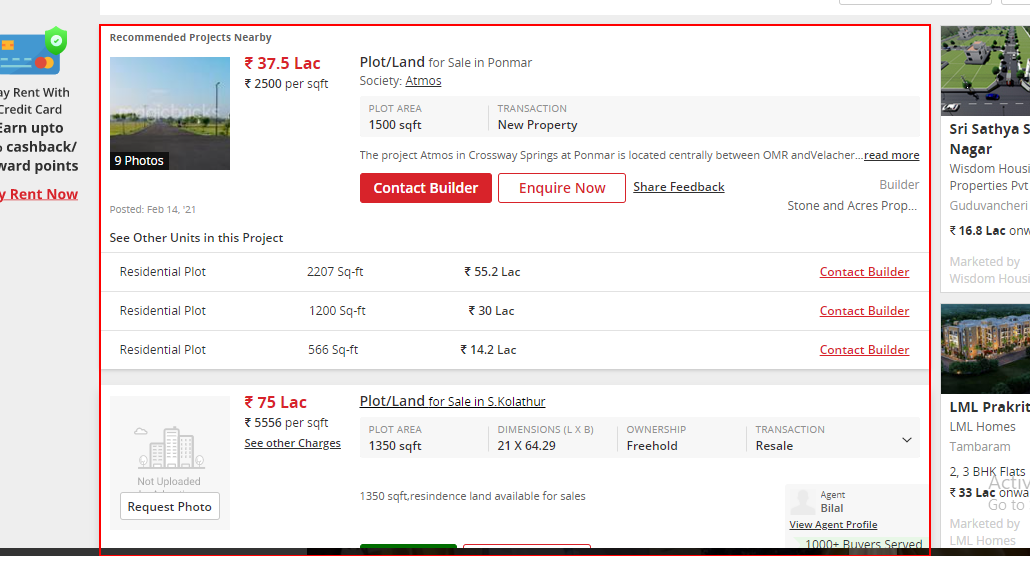 ay Rent With
Credit Card
Earn upto
cashback/
ward points
y Rent Now
Recommended Projects Nearby
magicbricks
9 Photos
Posted: Feb 14, '21
₹ 37.5 Lac
₹ 2500 per sqft
Plot/Land for Sale in Ponmar
Society: Atmos
PLOT AREA
1500 sqft
TRANSACTION
New Property
The project Atmos in Crossway Springs at Ponmar is located centrally between OMR andVelacher...read more
Contact Builder
Enquire Now
Share Feedback
Builder
Stone and Acres Prop...
See Other Units in this Project
Residential Plot 2207 Sq-ft ₹ 55.2 Lac Contact Builder
Residential Plot 1200 Sq-ft ₹ 30 Lac Contact Builder
Residential Plot 566 Sq-ft ₹ 14.2 Lac Contact Builder
Not Uploaded
Request Photo
₹ 75 Lac
₹ 5556 per sqft
See other Charges
Plot/Land for Sale in S.Kolathur
PLOT AREA
1350 sqft
DIMENSIONS (L X B)
21 X 64.29
OWNERSHIP
Freehold
TRANSACTION
Resale
1350 sqft,resindence land available for sales
Agent
Bilal
View Agent Profile
1000+ Buyers Served
Sri Sathya S
Nagar
Wisdom Housi
Properties Pvt
Guduvancheri
₹ 16.8 Lac onw
Marketed by
Wisdom Housi
LML Prakrit
LML Homes
Tambaram
2, 3 BHK Flats
₹ 33 Lac onwa
Marketed by
LML Homes
Activ
Go to